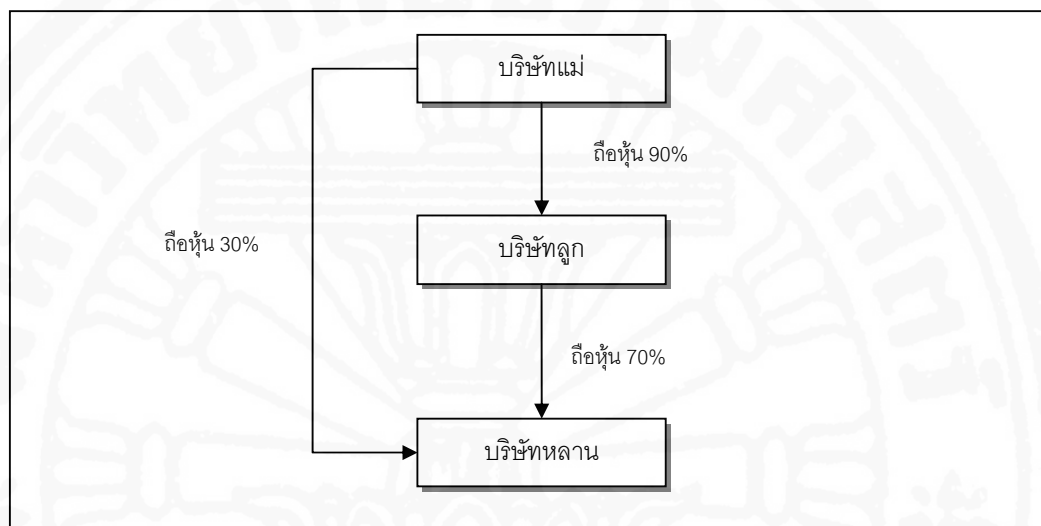 บริษัทแม่
ถือหุ้น 90%
บริษัทลูก
ถือหุ้น 30%
ถือหุ้น 70%
บริษัทหลาน